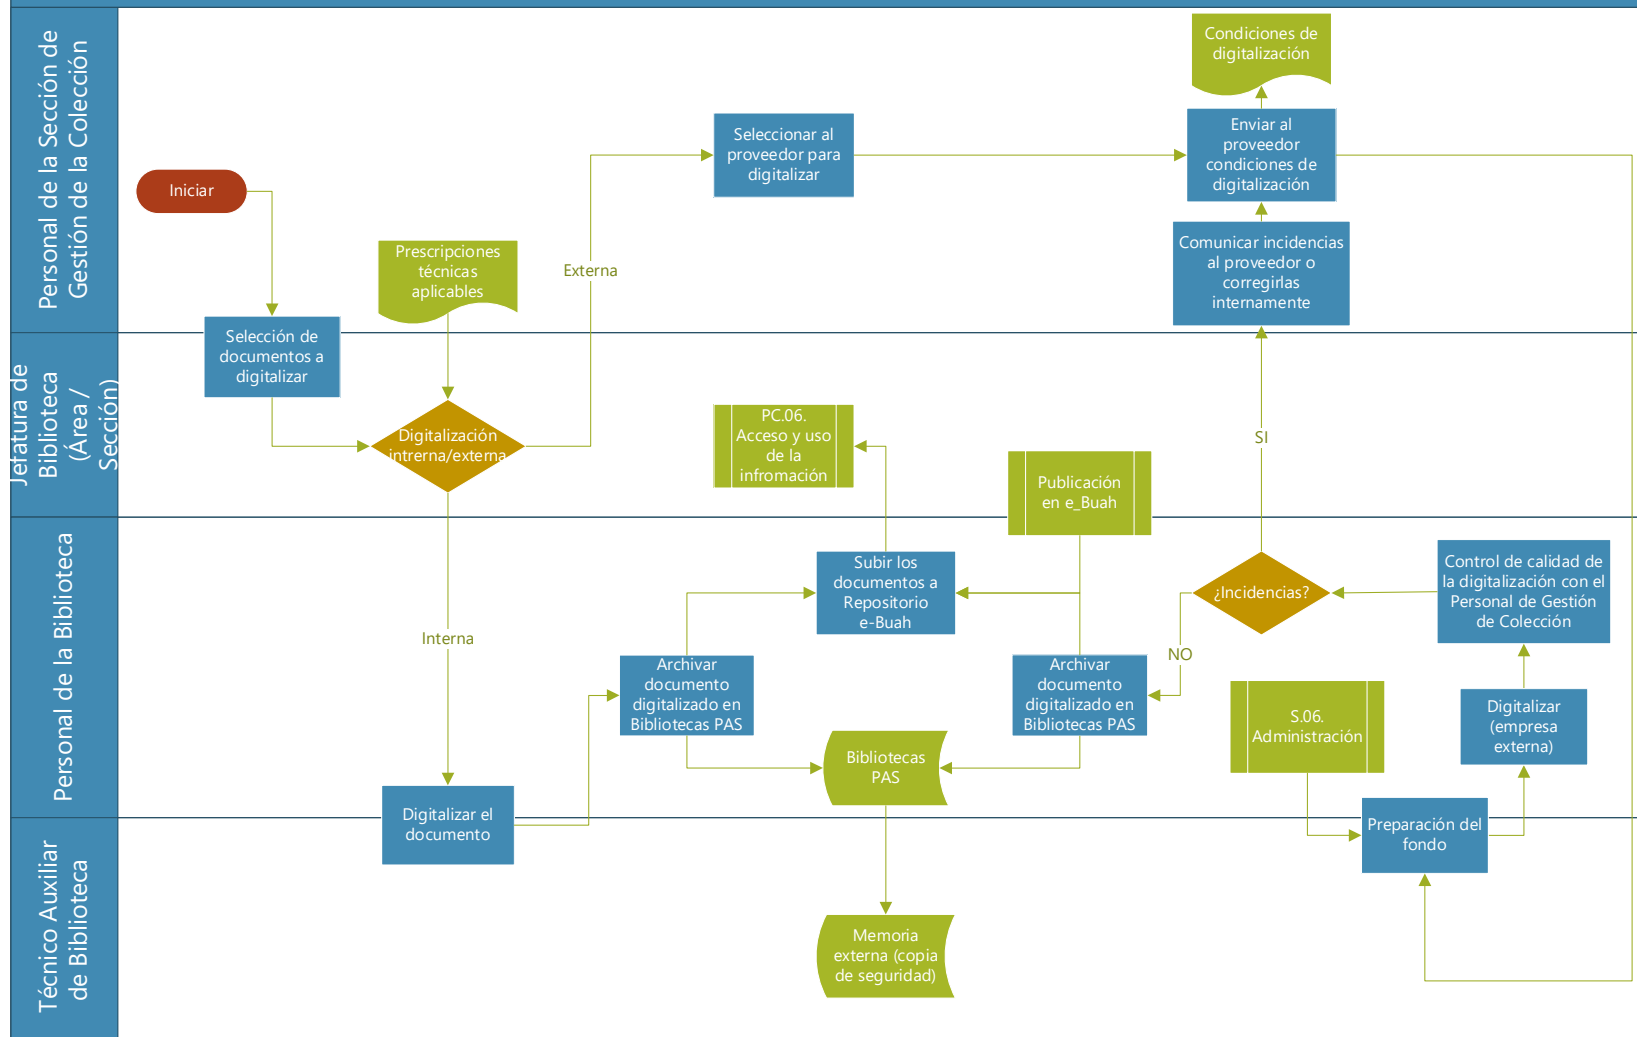 Personal de la Sección de
Gestión de la Colección
Iniciar
Selección de
documentos a
digitalizar
Prescripciones
técnicas
aplicables
Externa
Seleccionar al
proveedor para
digitalizar
Condiciones de
digitalización
Enviar al
proveedor
condiciones de
digitalización
Comunicar incidencias
al proveedor o
corregirlas
internamente
Jefatura de
Biblioteca
(Área /
Sección)
Digitalización
intrerna/externa
PC.06.
Acceso y uso
de la
infromación
Publicación
en e_Buah
SI
Personal de la Biblioteca
Interna
Subir los
documentos a
Repositorio
e-Buah
¿Incidencias?
Control de calidad de
la digitalización con el
Personal de Gestión
de Colección
NO
Archivar
documento
digitalizado en
Bibliotecas PAS
Archivar
documento
digitalizado en
Bibliotecas PAS
Bibliotecas
PAS
S.06.
Administración
Digitalizar
(empresa
externa)
Digitalizar el
documento
Preparación del
fondo
Técnico Auxiliar
de Biblioteca
Memoria
externa (copia
de seguridad)